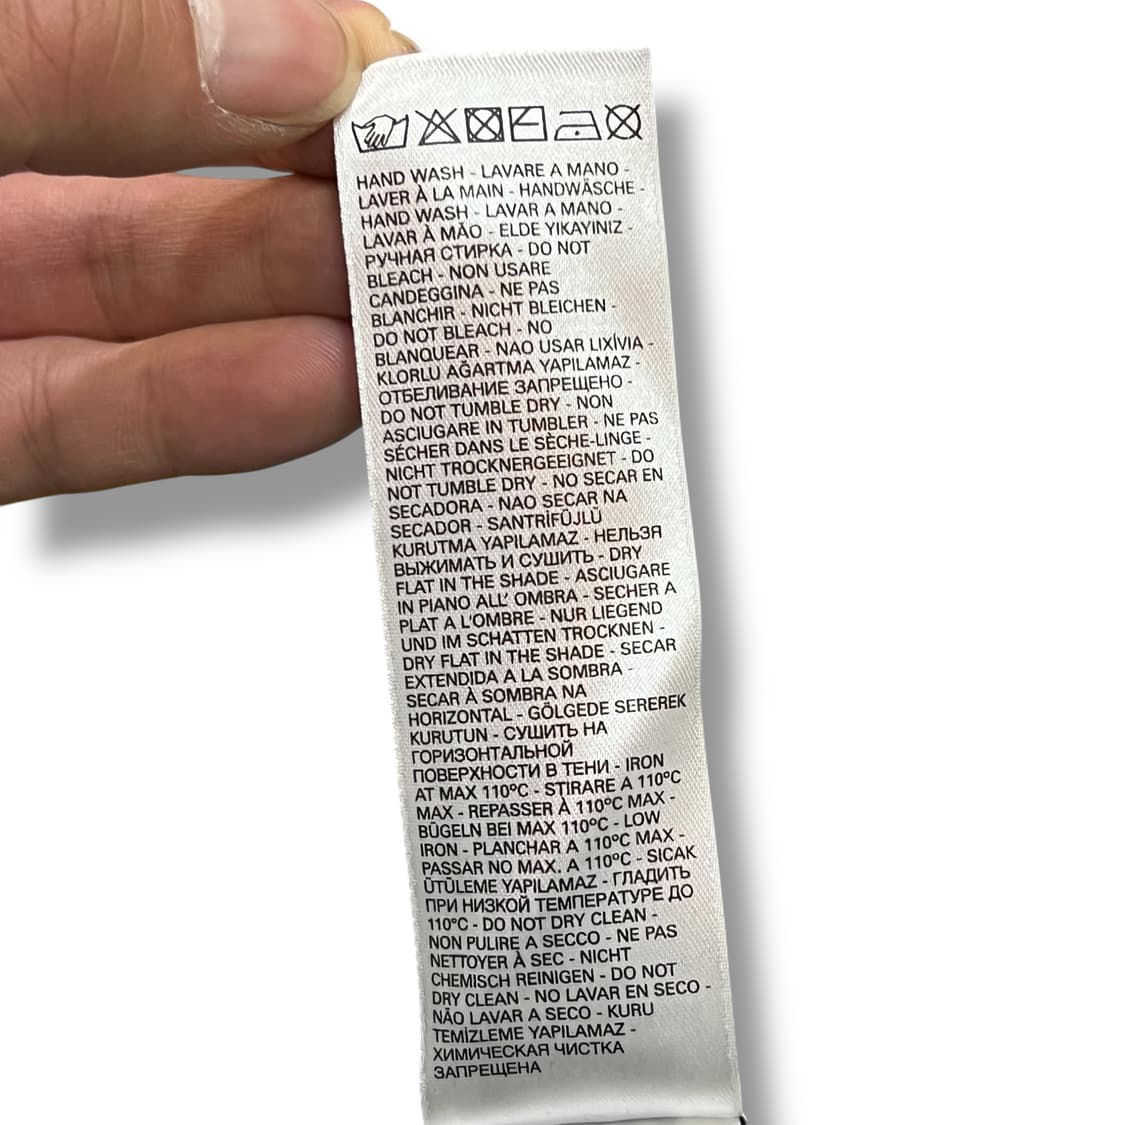 HAND WASH - LAVARE A MANO -
LAVER À LA MAIN - HANDWÄSCHE -
HAND WASH - LAVAR A MANO -
LAVAR À MÃO - ELDE YIKAYINIZ -
РУЧНАЯ СТИРКА - DO NOT
BLEACH - NON USARE
CANDEGGINA - NE PAS
BLANCHIR - NICHT BLEICHEN -
DO NOT BLEACH - NO
BLANQUEAR - NAO USAR LIXÍVIA -
KLORLU AĞARTMA YAPILAMAZ -
ОТБЕЛИВАНИЕ ЗАПРЕЩЕНО -
DO NOT TUMBLE DRY - NON
ASCIUGARE IN TUMBLER - NE PAS
SÉCHER DANS LE SÈCHE-LINGE -
NICHT TROCKNERGEEIGNET - DO
NOT TUMBLE DRY - NO SECAR EN
SECADORA - NAO SECAR NA
SECADOR - SANTRİFÜJLÜ
KURUTMA YAPILAMAZ - НЕЛЬЗЯ
ВЫЖИМАТЬ И СУШИТЬ - DRY
FLAT IN THE SHADE - ASCIUGARE
IN PIANO ALL' OMBRA - SECHER A
PLAT A L'OMBRE - NUR LIEGEND
UND IM SCHATTEN TROCKNEN -
DRY FLAT IN THE SHADE - SECAR
EXTENDIDA A LA SOMBRA -
SECAR À SOMBRA NA
HORIZONTAL - GÖLGEDE SEREREK
KURUTUN - СУШИТЬ НА
ГОРИЗОНТАЛЬНОЙ
ПОВЕРХНОСТИ В ТЕНИ - IRON
AT MAX 110°C - STIRARE A 110°C
MAX - REPASSER À 110°C MAX -
BÜGELN BEI MAX 110°C - LOW
IRON - PLANCHAR A 110°C MAX -
PASSAR NO MAX. A 110°C - SICAK
ÜTÜLEME YAPILAMAZ - ГЛАДИТЬ
ПРИ НИЗКОЙ ТЕМПЕРАТУРЕ ДО
110°C - DO NOT DRY CLEAN -
NON PULIRE A SECCO - NE PAS
NETTOYER À SEC - NICHT
CHEMISCH REINIGEN - DO NOT
DRY CLEAN - NO LAVAR EN SECO -
NÃO LAVAR A SECO - KURU
TEMİZLEME YAPILAMAZ -
ХИМИЧЕСКАЯ ЧИСТКА
ЗАПРЕЩЕНА